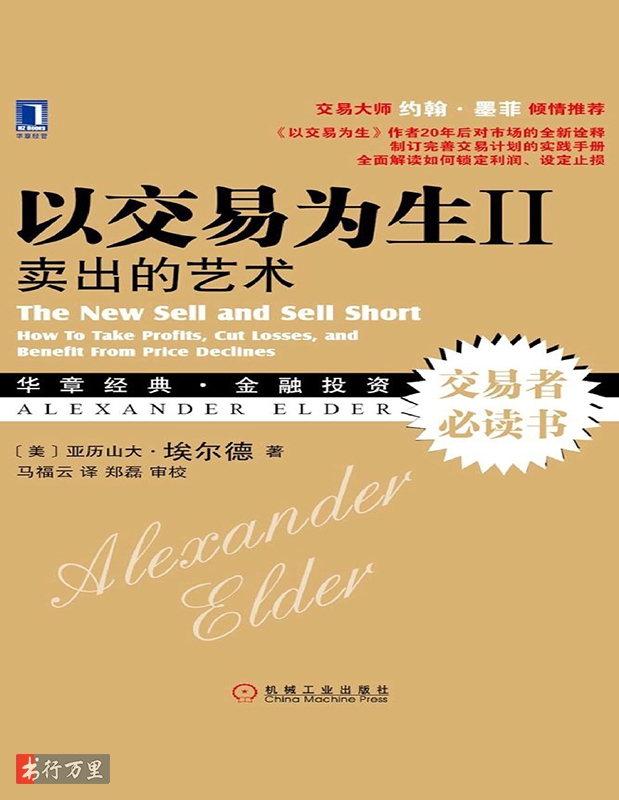 HZ Books
华章经管
交易大师 约翰·墨菲 倾情推荐
《以交易为生》作者20年后对市场的全新诠释
制订完善交易计划的实践手册
全面解读如何锁定利润、设定止损
以交易为生II
卖出的艺术
The New Sell and Sell Short
How To Take Profits, Cut Losses, and
Benefit From Price Declines
华章经典·金融投资
ALEXANDER ELDER
交易者
必读书
〔美〕亚历山大·埃尔德 著
马福云 译 郑磊 审校
Alexander
Elder
机械工业出版社
China Machine Press
书行万里